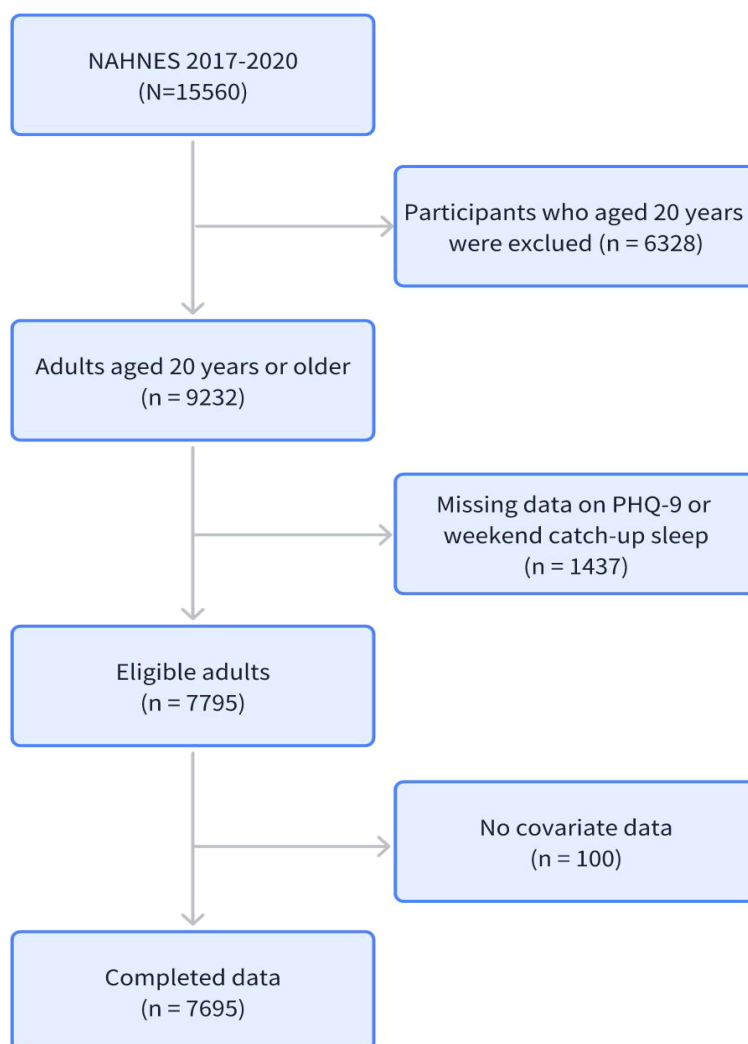 NAHNES 2017-2020
(N=15560)
Participants who aged 20 years
were exclued (n = 6328)
Adults aged 20 years or older
(n = 9232)
Missing data on PHQ-9 or
weekend catch-up sleep
(n = 1437)
Eligible adults
(n = 7795)
No covariate data
(n = 100)
Completed data
(n = 7695)